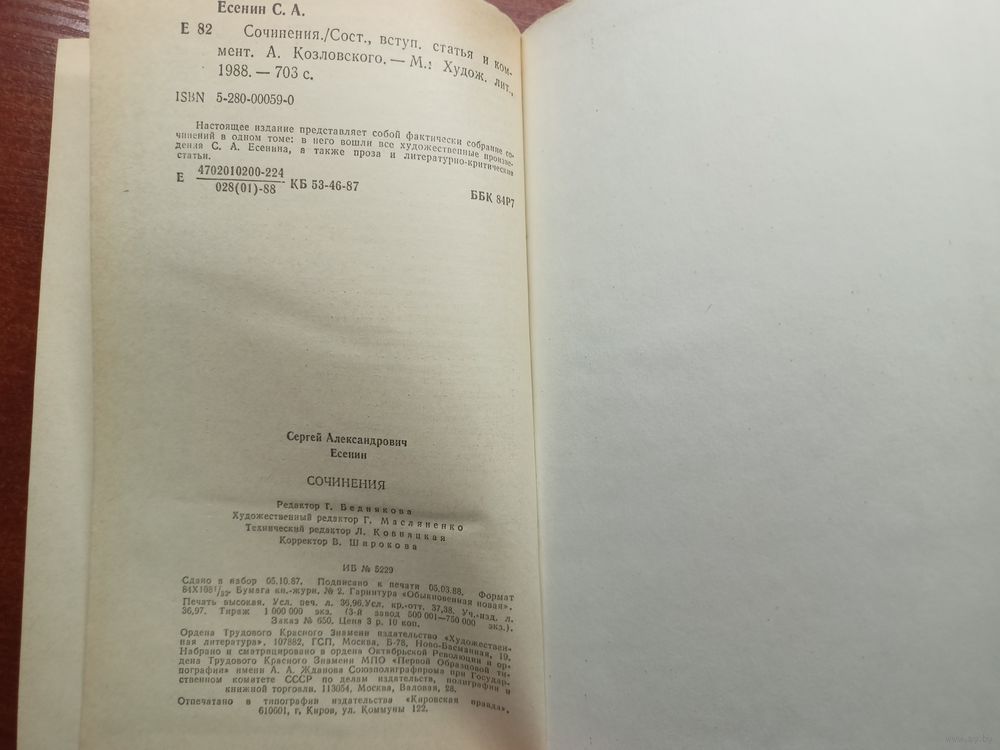 Есенин С. А.
Е 82 Сочинения./Сост., вступ. статья и ком-
мент. А. Козловского. — М.: Худож. лит.,
1988. — 703 с.
ISBN 5-280-00059-0
Настоящее издание представляет собой фактически собрание со-
чинений в одном томе: в него вошли все художественные произве-
дения С. А. Есенина, а также проза и литературно-критические
статьи.
Е 4702010200-224 КБ 53-46-87
028(01)-88
ББК 84Р7
Сергей Александрович
Есенин
СОЧИНЕНИЯ
Редактор Г. Беднякова
Художественный редактор Г. Масляненко
Технический редактор Л. Ковнацкая
Корректор В. Широкова
ИБ № 5229
Сдано в набор 05.10.87. Подписано к печати 05.03.88. Формат
84Х108¹/₃₂. Бумага кн.-журн. № 2. Гарнитура «Обыкновенная новая».
Печать высокая. Усл. печ. л. 36,96. Усл. кр.-отт. 37,38. Уч.-изд. л.
36,97. Тираж 1 000 000 экз. (3-й завод 500 001—750 000 экз.).
Заказ № 650. Цена 3 р. 10 коп.
Ордена Трудового Красного Знамени издательство «Художествен-
ная литература». 107882, ГСП, Москва, Б-78, Ново-Басманная, 19.
Набрано и сматрицировано в ордена Октябрьской Революции и ор-
дена Трудового Красного Знамени МПО «Первой Образцовой ти-
пографии» имени А. А. Жданова Союзполиграфпрома при Государ-
ственном комитете СССР по делам издательств, полиграфии и
книжной торговли. 113054, Москва, Валовая, 28.
Отпечатано в типографии издательства «Кировская правда».
610601, г. Киров, ул. Коммуны 122.